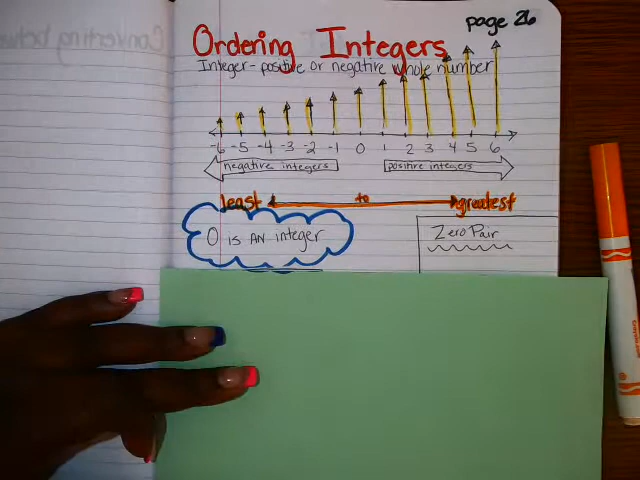 page 26
Ordering Integers
Integer - positive or negative whole number
-6 -5 -4 -3 -2 -1 0 1 2 3 4 5 6
negative integers positive integers
least to greatest
0 is an integer
Zero Pair